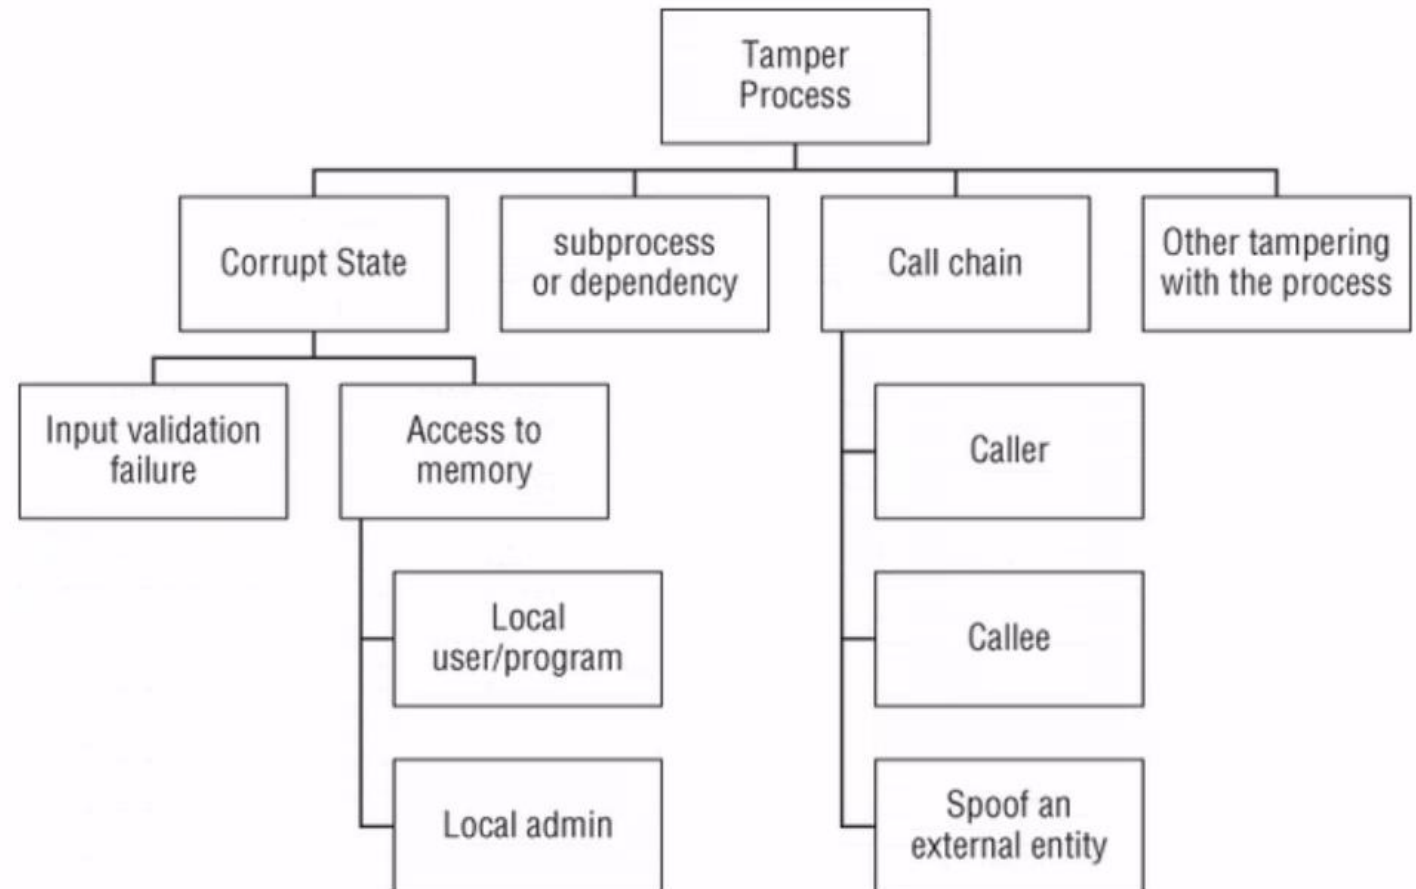 Tamper
Process
Corrupt State
subprocess
or dependency
Call chain
Other tampering
with the process
Input validation
failure
Access to
memory
Caller
Local
user/program
Callee
Local admin
Spoof an
external entity